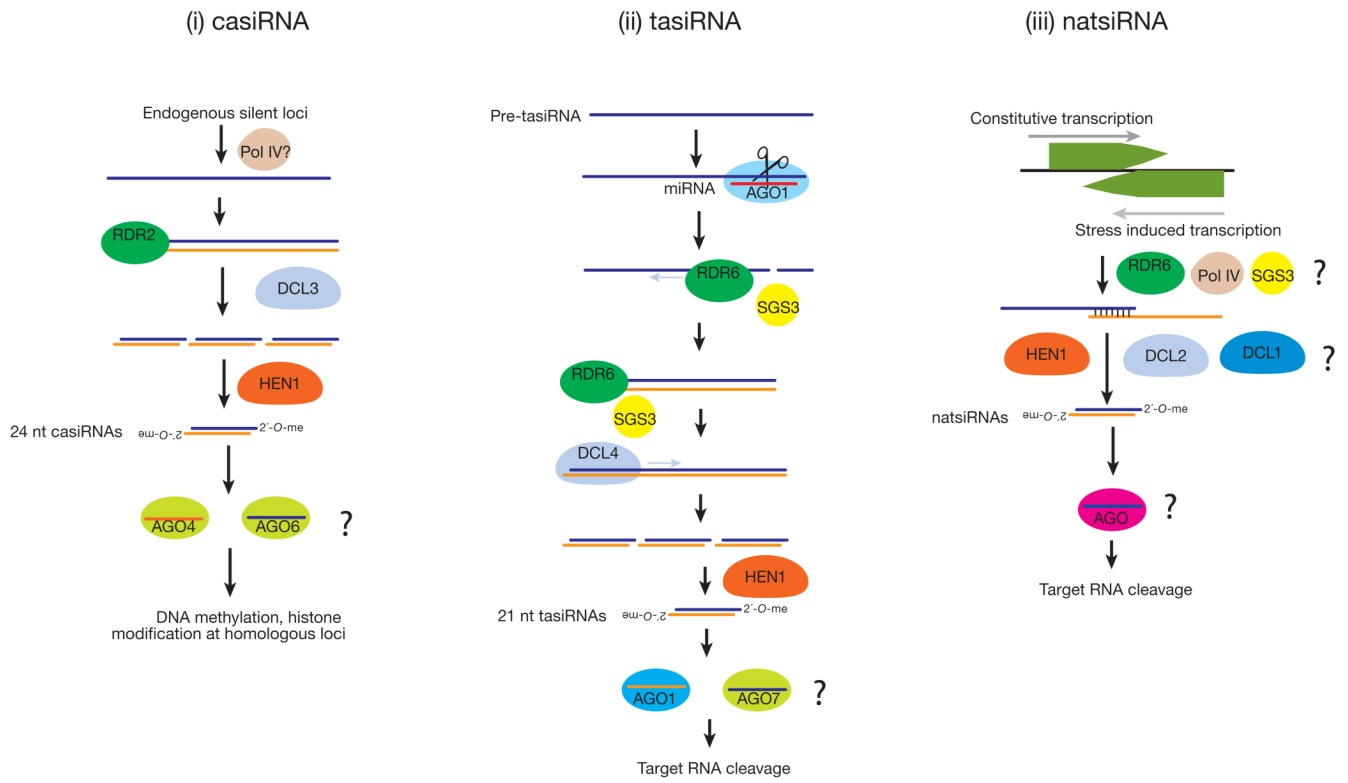 (i) casiRNA
Endogenous silent loci
Pol IV?
RDR2
DCL3
HEN1
24 nt casiRNAs
2´-O-me
2´-O-me
AGO4
AGO6
?
DNA methylation, histone
modification at homologous loci
(ii) tasiRNA
Pre-tasiRNA
miRNA
AGO1
RDR6
SGS3
RDR6
SGS3
DCL4
HEN1
21 nt tasiRNAs
2´-O-me
2´-O-me
AGO1
AGO7
?
Target RNA cleavage
(iii) natsiRNA
Constitutive transcription
Stress induced transcription
RDR6
Pol IV
SGS3
?
HEN1
DCL2
DCL1
?
natsiRNAs
2´-O-me
2´-O-me
AGO
?
Target RNA cleavage